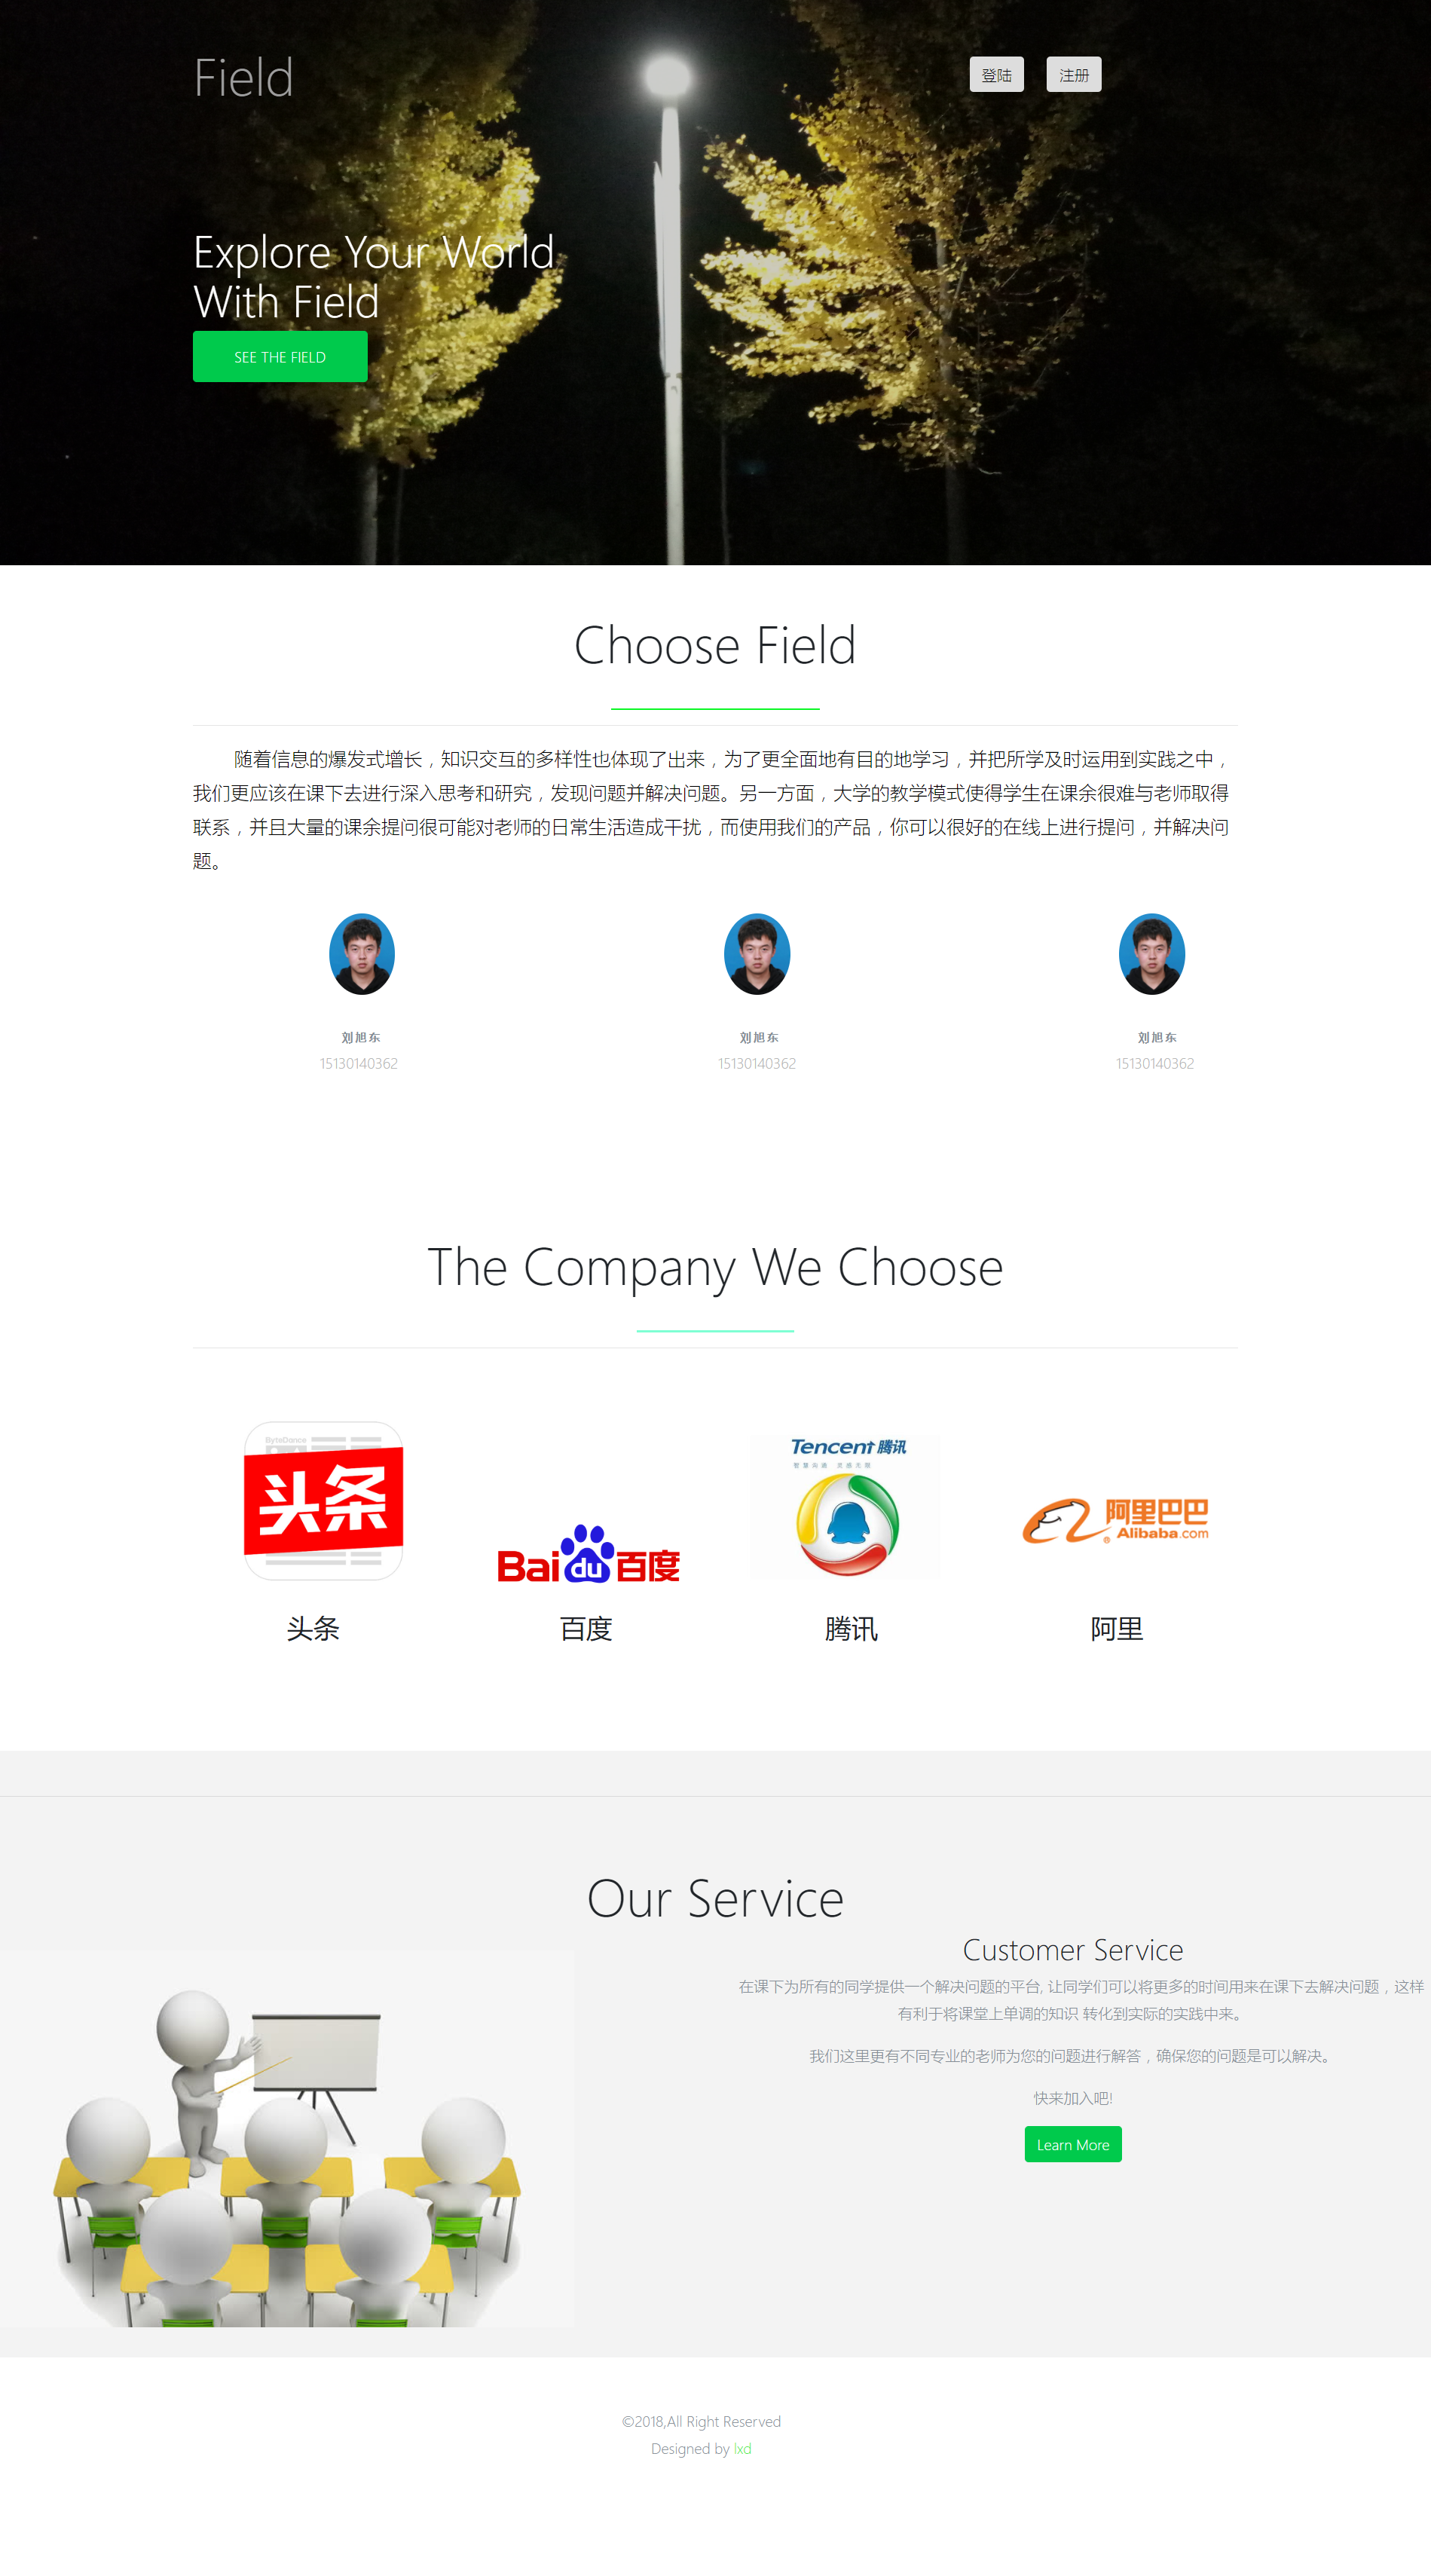 Field
登陆
注册
Explore Your World
With Field
SEE THE FIELD
Choose Field
随着信息的爆发式增长，知识交互的多样性也体现了出来，为了更全面地有目的地学习，并把所学及时运用到实践之中，
我们更应该在课下去进行深入思考和研究，发现问题并解决问题。另一方面，大学的教学模式使得学生在课余很难与老师取得
联系，并且大量的课余提问很可能对老师的日常生活造成干扰，而使用我们的产品，你可以很好的在线上进行提问，并解决问
题。
刘旭东
15130140362
刘旭东
15130140362
刘旭东
15130140362
The Company We Choose
ByteDance
头条
Bai du 百度
Tencent 腾讯
智慧沟通 灵感无限
阿里巴巴
Alibaba.com
头条
百度
腾讯
阿里
Our Service
Customer Service
在课下为所有的同学提供一个解决问题的平台, 让同学们可以将更多的时间用来在课下去解决问题，这样
有利于将课堂上单调的知识 转化到实际的实践中来。
我们这里更有不同专业的老师为您的问题进行解答，确保您的问题是可以解决。
快来加入吧!
Learn More
©2018,All Right Reserved
Designed by lxd